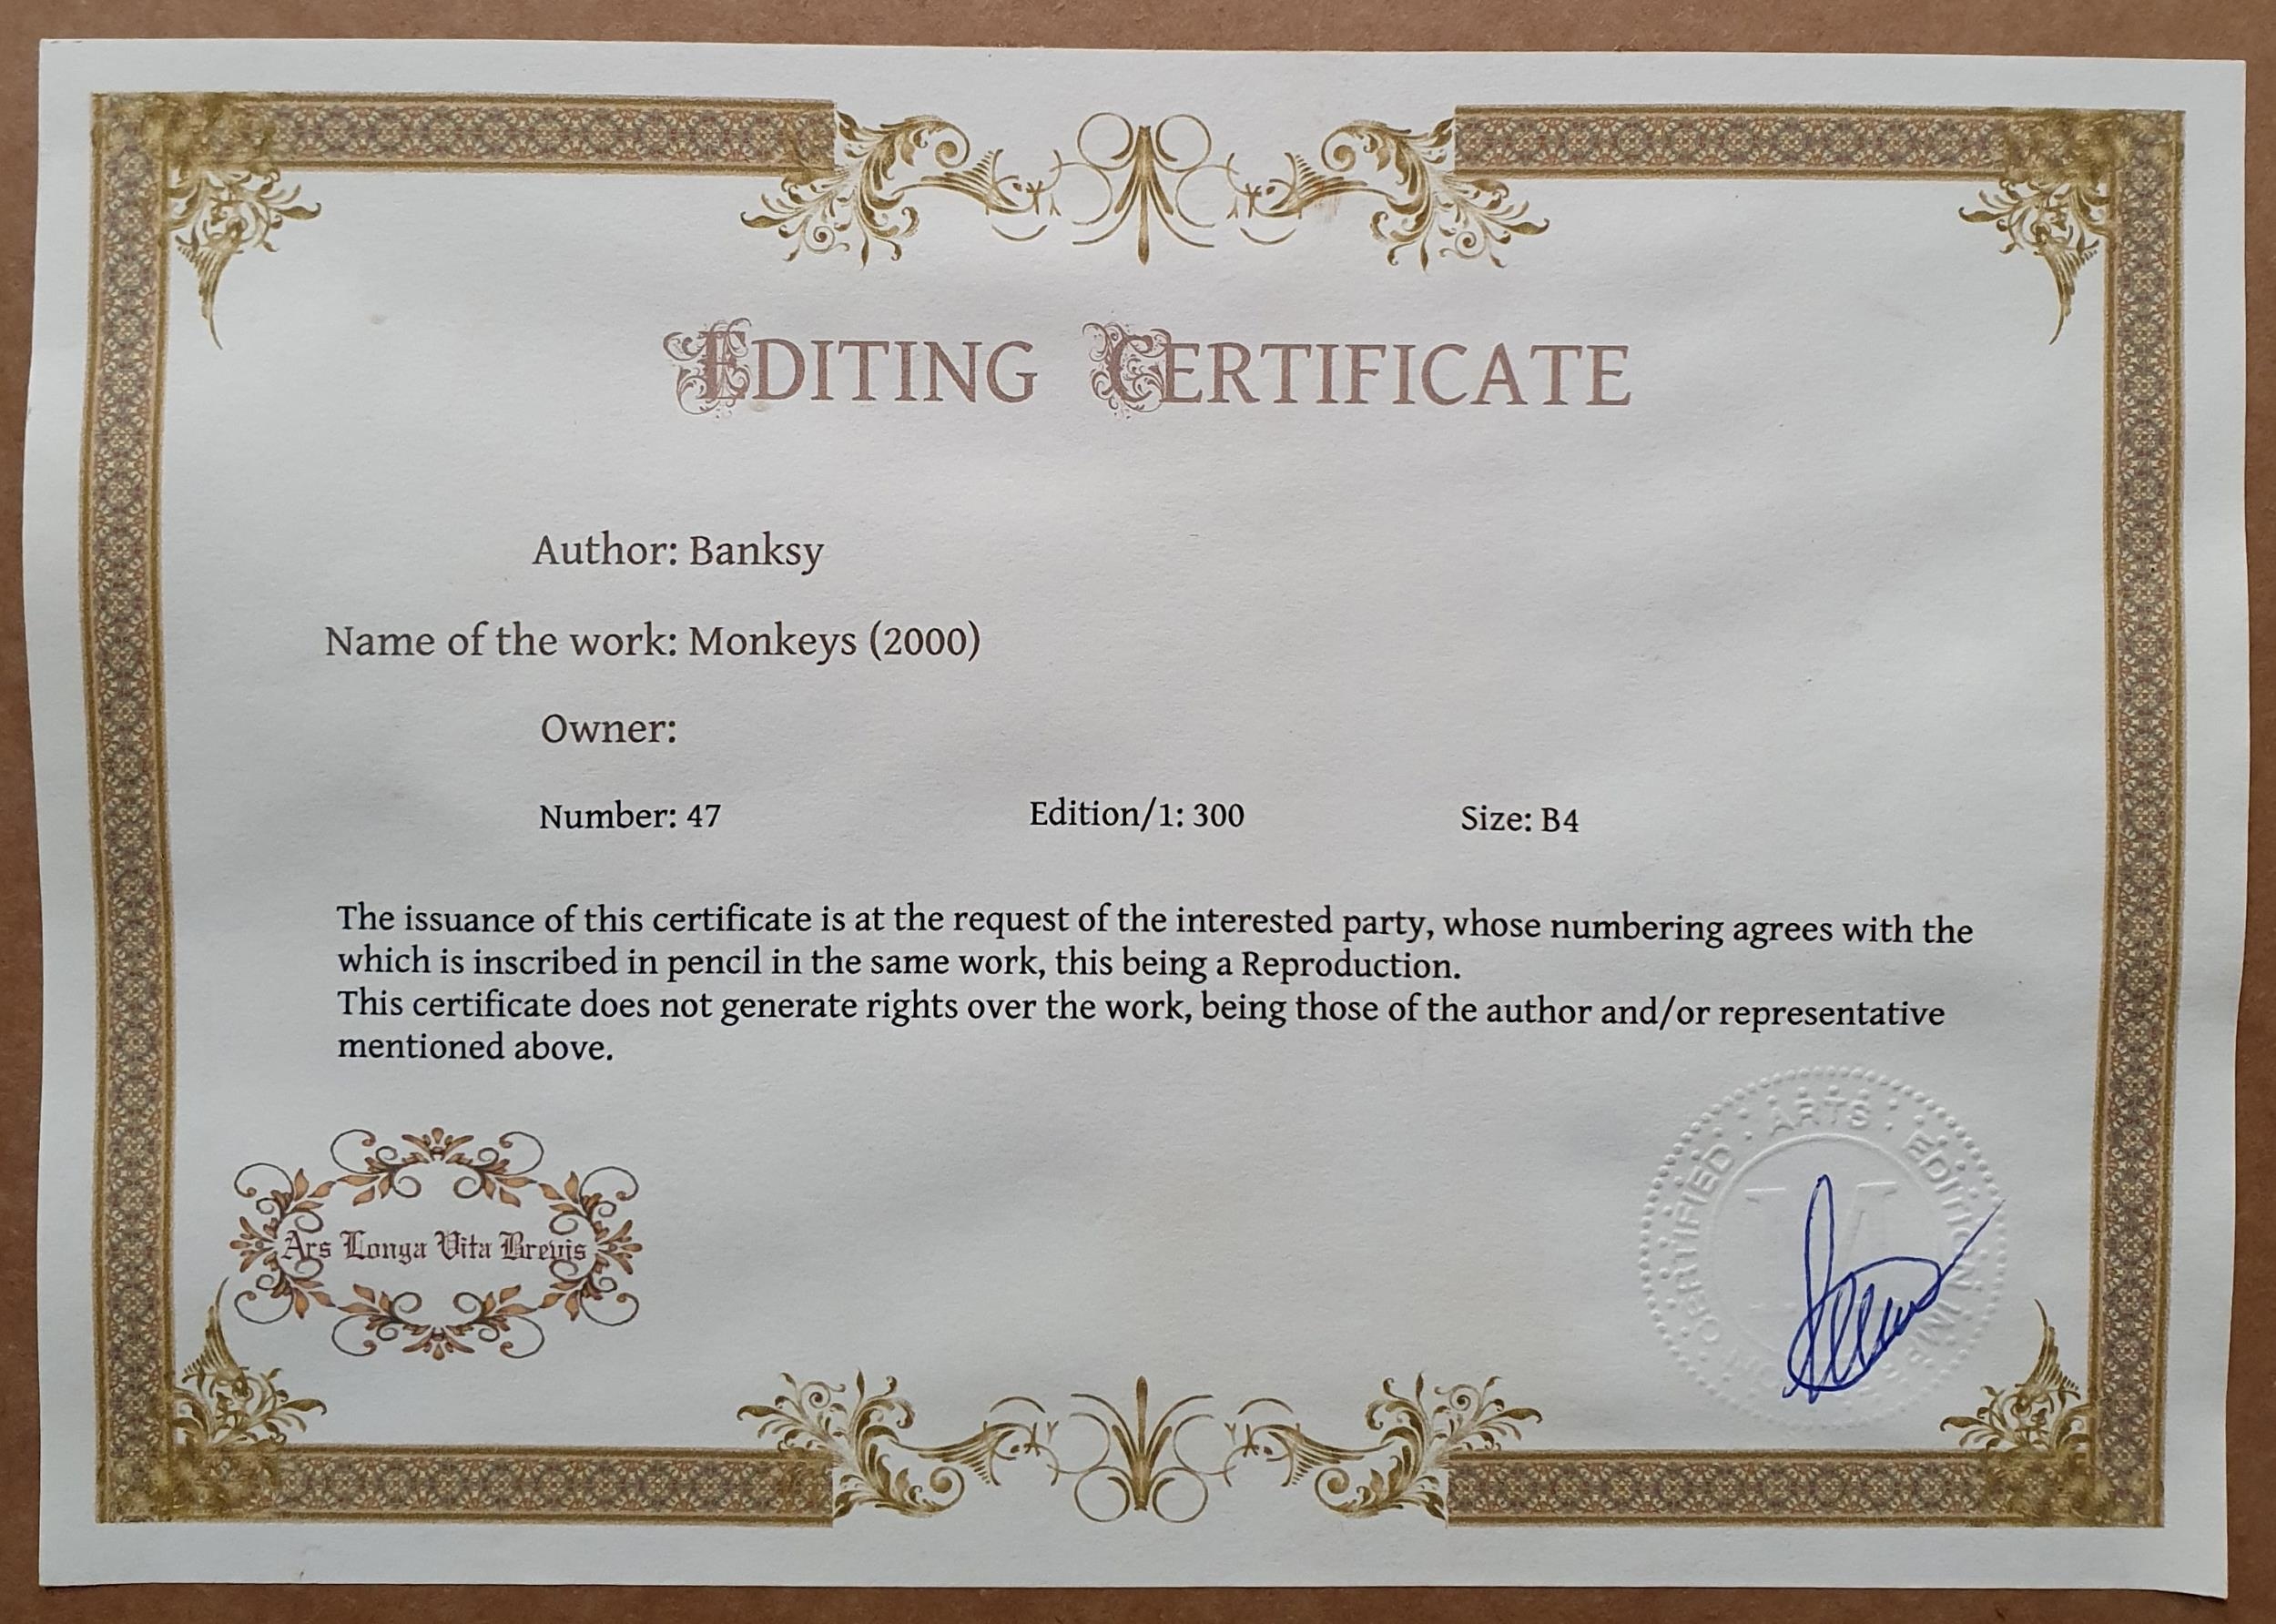 EDITING CERTIFICATE
Author: Banksy
Name of the work: Monkeys (2000)
Owner:
Number: 47 Edition/1: 300 Size: B4
The issuance of this certificate is at the request of the interested party, whose numbering agrees with the
which is inscribed in pencil in the same work, this being a Reproduction.
This certificate does not generate rights over the work, being those of the author and/or representative
mentioned above.
Ars Longa Vita Brevis
CERTIFIED ARTS EDITION